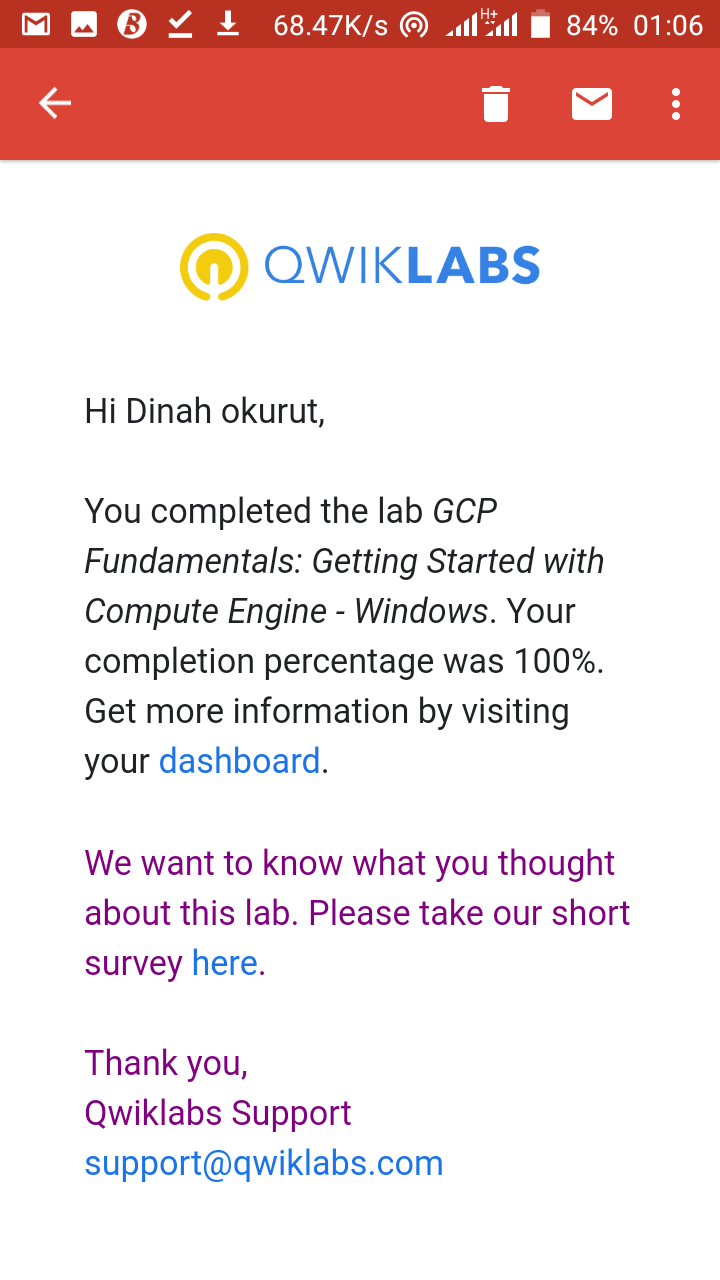 68.47K/s H+ 84% 01:06
QWIKLABS
Hi Dinah okurut,
You completed the lab GCP
Fundamentals: Getting Started with
Compute Engine - Windows. Your
completion percentage was 100%.
Get more information by visiting
your dashboard.
We want to know what you thought
about this lab. Please take our short
survey here.
Thank you,
Qwiklabs Support
support@qwiklabs.com